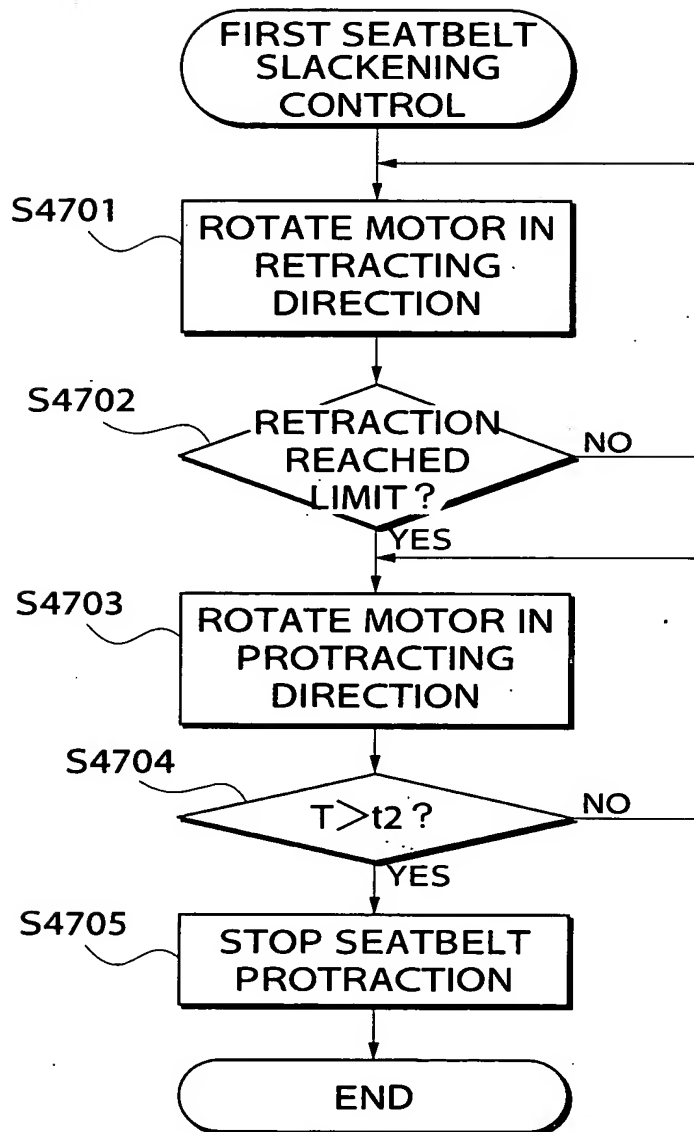 FIRST SEATBELT
SLACKENING
CONTROL
S4701
ROTATE MOTOR IN
RETRACTING
DIRECTION
S4702
RETRACTION
REACHED
LIMIT?
NO
YES
S4703
ROTATE MOTOR IN
PROTRACTING
DIRECTION
S4704
T>t2?
NO
YES
S4705
STOP SEATBELT
PROTRACTION
END